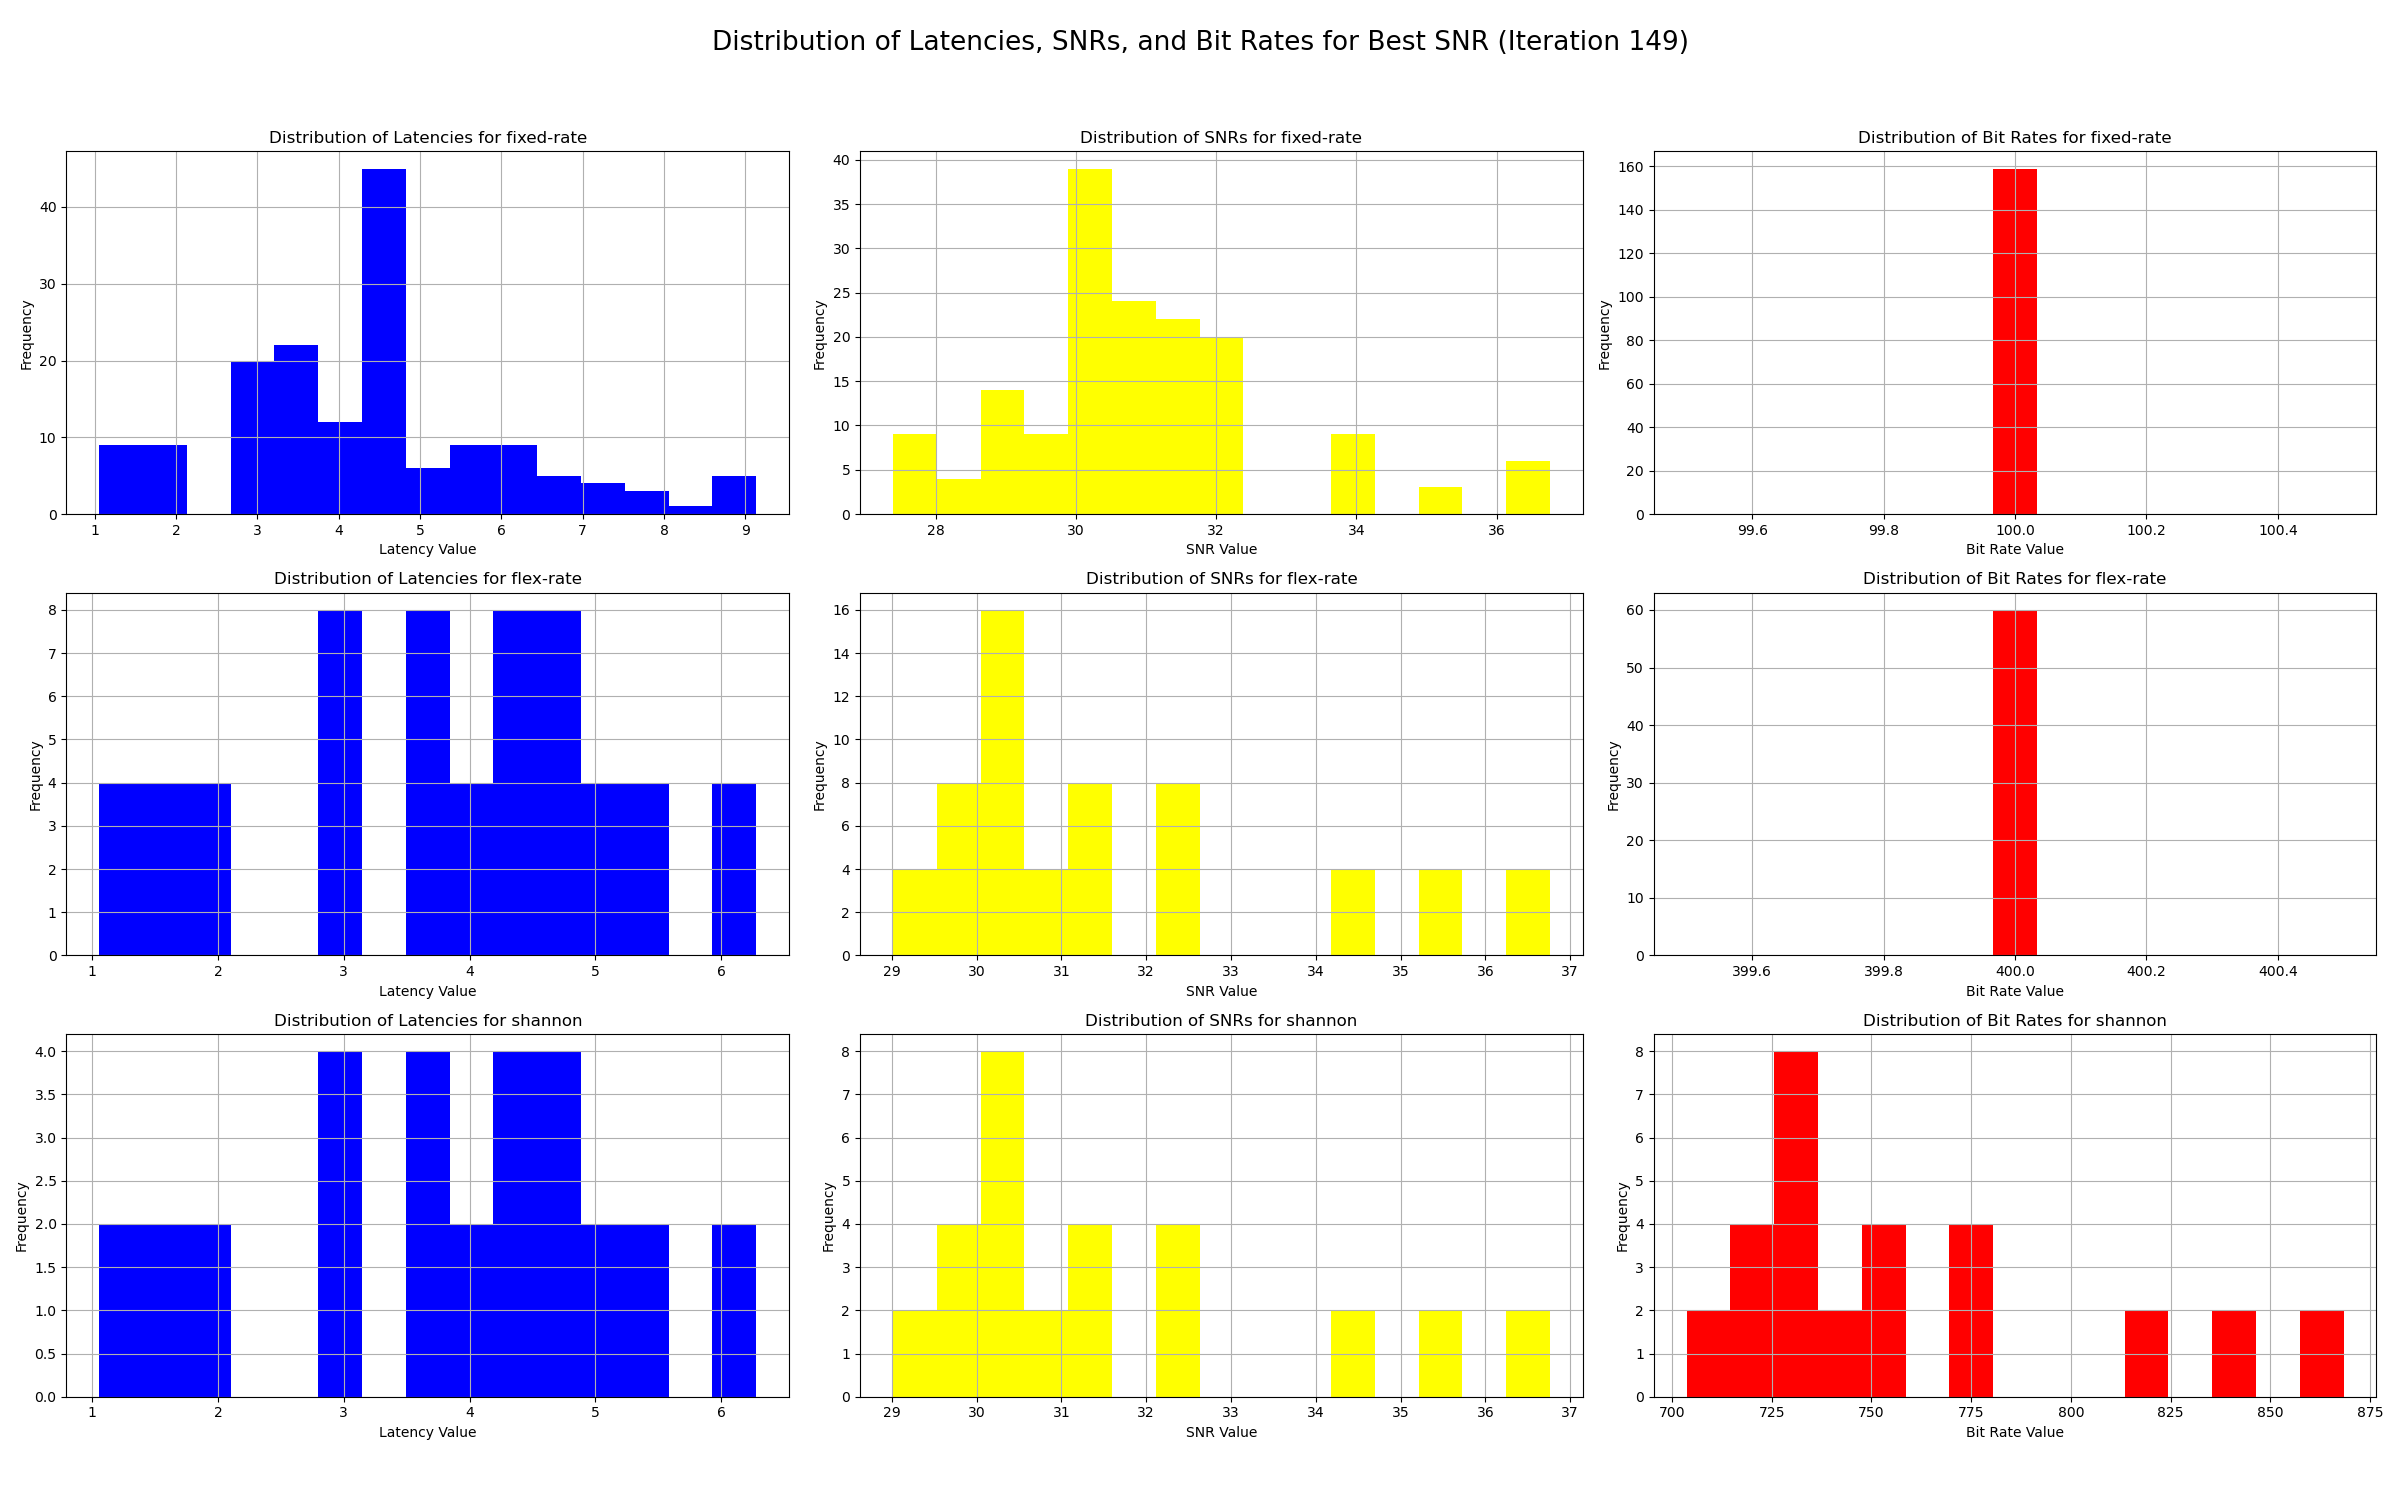 Distribution of Latencies, SNRs, and Bit Rates for Best SNR (Iteration 149)
Distribution of Latencies for fixed-rate
Frequency
40
30
20
10
0
1 2 3 4 5 6 7 8 9
Latency Value
Distribution of SNRs for fixed-rate
Frequency
40
35
30
25
20
15
10
5
0
28 30 32 34 36
SNR Value
Distribution of Bit Rates for fixed-rate
Frequency
160
140
120
100
80
60
40
20
0
99.6 99.8 100.0 100.2 100.4
Bit Rate Value
Distribution of Latencies for flex-rate
Frequency
8
7
6
5
4
3
2
1
0
1 2 3 4 5 6
Latency Value
Distribution of SNRs for flex-rate
Frequency
16
14
12
10
8
6
4
2
0
29 30 31 32 33 34 35 36 37
SNR Value
Distribution of Bit Rates for flex-rate
Frequency
60
50
40
30
20
10
0
399.6 399.8 400.0 400.2 400.4
Bit Rate Value
Distribution of Latencies for shannon
Frequency
4.0
3.5
3.0
2.5
2.0
1.5
1.0
0.5
0.0
1 2 3 4 5 6
Latency Value
Distribution of SNRs for shannon
Frequency
8
7
6
5
4
3
2
1
0
29 30 31 32 33 34 35 36 37
SNR Value
Distribution of Bit Rates for shannon
Frequency
8
7
6
5
4
3
2
1
0
700 725 750 775 800 825 850 875
Bit Rate Value